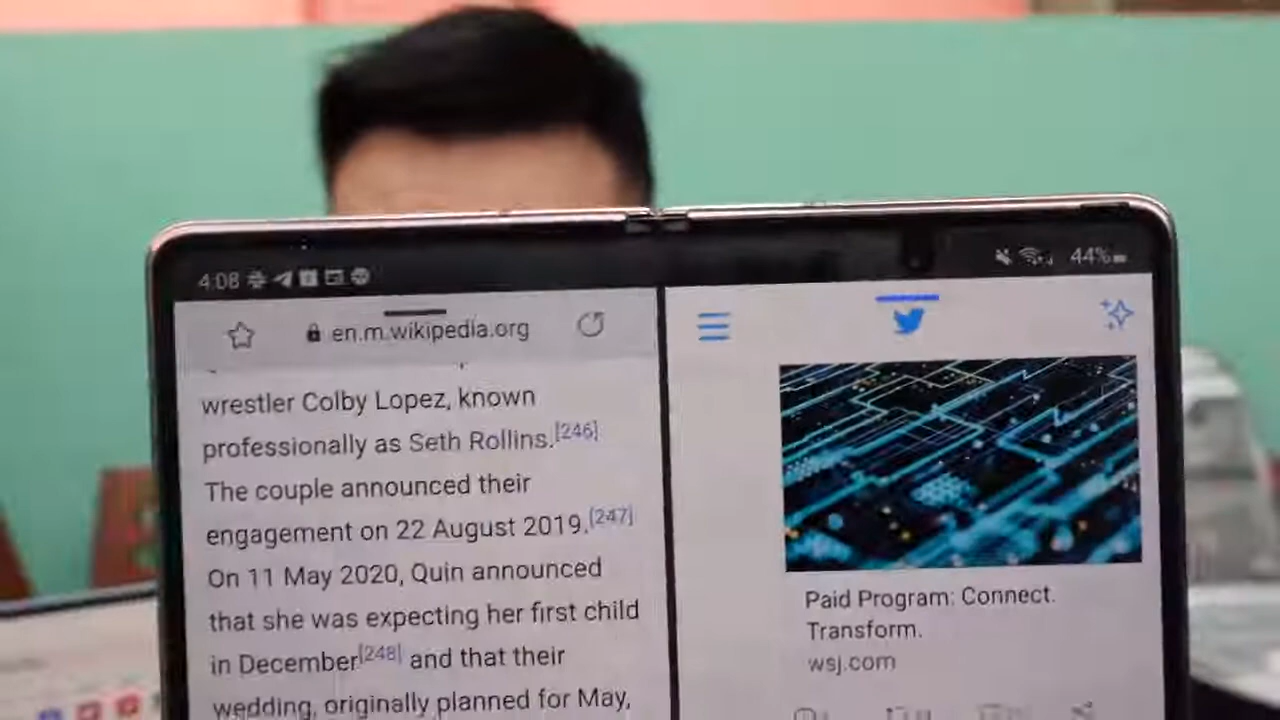 4:08
44%
en.m.wikipedia.org
wrestler Colby Lopez, known
professionally as Seth Rollins.[246]
The couple announced their
engagement on 22 August 2019.[247]
On 11 May 2020, Quin announced
that she was expecting her first child
in December[248] and that their
wedding, originally planned for May,
Paid Program: Connect.
Transform.
wsj.com